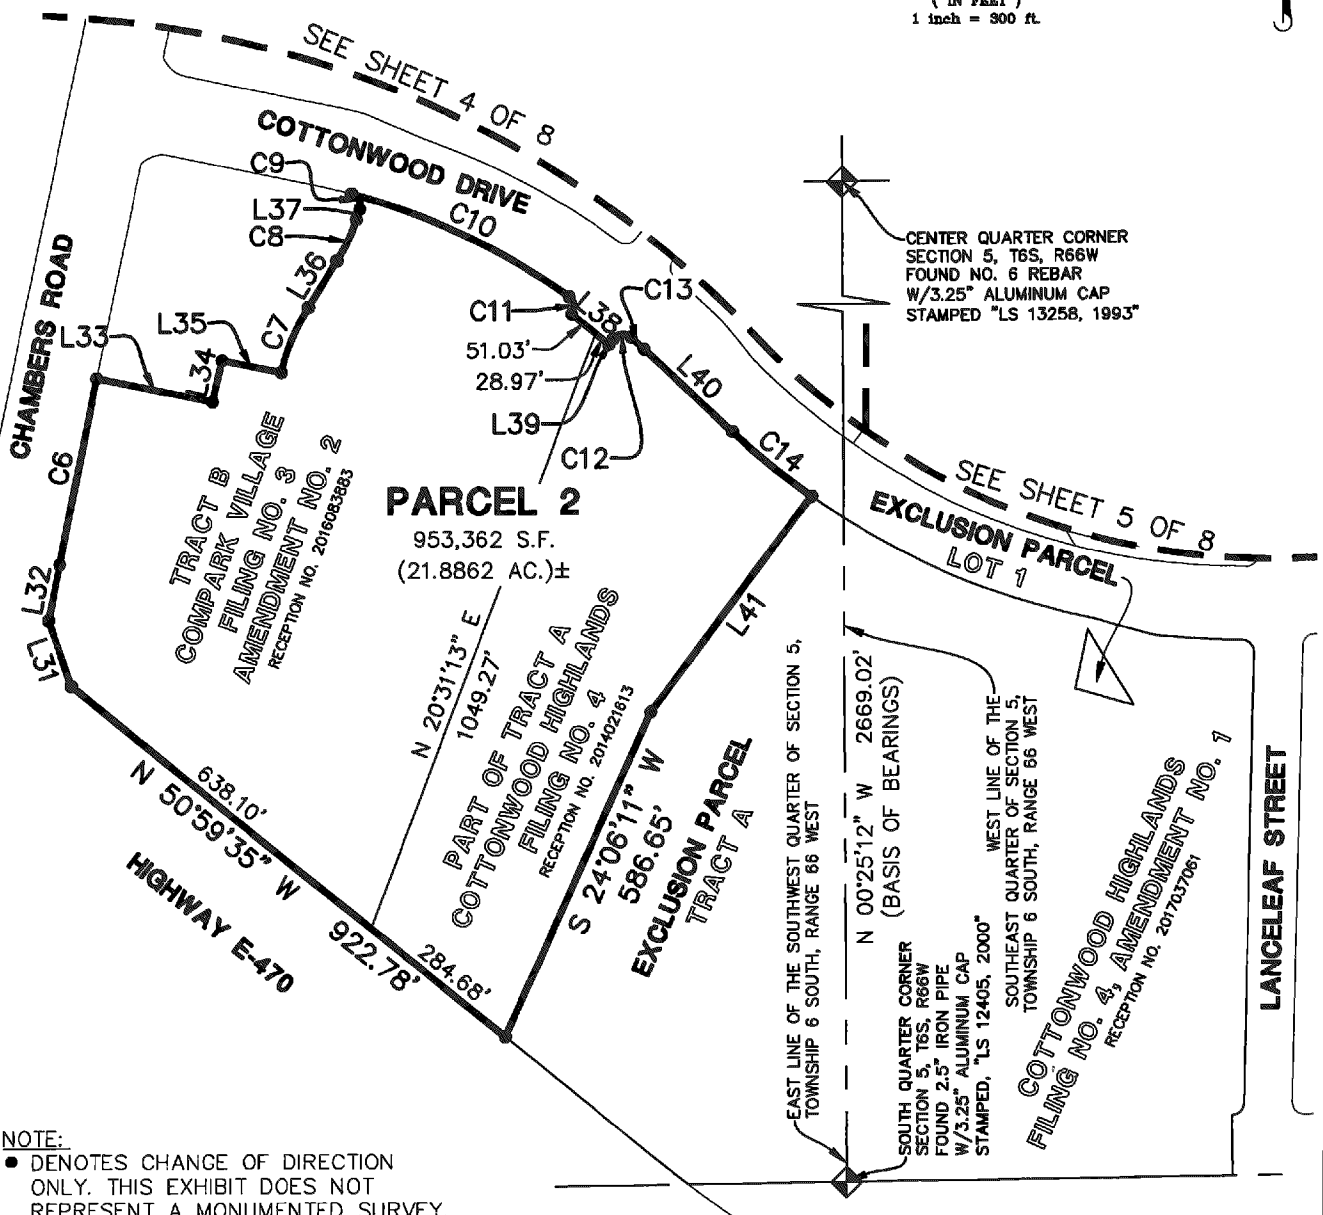 ( IN FEET )
1 inch = 300 ft.
SEE SHEET 4 OF 8
COTTONWOOD DRIVE
C9
L37
C8
C10
L36
C7
CHAMBERS ROAD
L33
L35
L34
C11
L38
C13
51.03'
28.97'
L39
C12
L40
C14
CENTER QUARTER CORNER
SECTION 5, T6S, R66W
FOUND NO. 6 REBAR
W/3.25" ALUMINUM CAP
STAMPED "LS 13258, 1993"
C6
L32
L31
TRACT B
COMPARK VILLAGE
FILING NO. 3
AMENDMENT NO. 2
RECEPTION NO. 2016083883
PARCEL 2
953,362 S.F.
(21.8862 AC.)±
SEE SHEET 5 OF 8
EXCLUSION PARCEL
LOT 1
L41
N 20°31'13" E
1049.27'
PART OF TRACT A
COTTONWOOD HIGHLANDS
FILING NO. 4
RECEPTION NO. 2014021613
S 24°06'11" W
586.65'
EXCLUSION PARCEL
TRACT A
638.10'
N 50°59'35" W
922.78'
284.68'
HIGHWAY E-470
EAST LINE OF THE SOUTHWEST QUARTER OF SECTION 5,
TOWNSHIP 6 SOUTH, RANGE 66 WEST
N 00°25'12" W 2669.02'
(BASIS OF BEARINGS)
WEST LINE OF THE
SOUTHEAST QUARTER OF SECTION 5,
TOWNSHIP 6 SOUTH, RANGE 66 WEST
SOUTH QUARTER CORNER
SECTION 5, T6S, R66W
FOUND 2.5" IRON PIPE
W/3.25" ALUMINUM CAP
STAMPED, "LS 12405, 2000"
COTTONWOOD HIGHLANDS
FILING NO. 4, AMENDMENT NO. 1
RECEPTION NO. 2017037061
LANCELEAF STREET
NOTE:
● DENOTES CHANGE OF DIRECTION
ONLY. THIS EXHIBIT DOES NOT
REPRESENT A MONUMENTED SURVEY